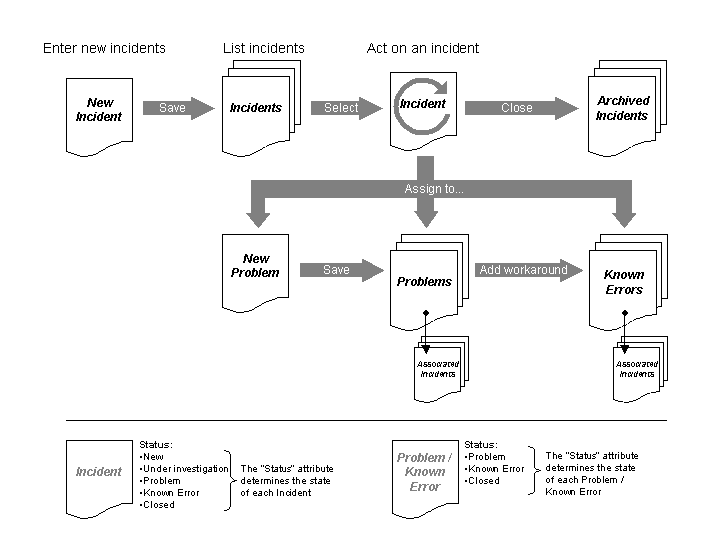 Enter new incidents
List incidents
Act on an incident
New
Incident
Save
Incidents
Select
Incident
Close
Archived
Incidents
Assign to...
New
Problem
Save
Problems
Add workaround
Known
Errors
Associated
Incidents
Associated
Incidents
Incident
Status:
•New
•Under investigation
•Problem
•Known Error
•Closed
The "Status" attribute
determines the state
of each Incident
Problem /
Known
Error
Status:
•Problem
•Known Error
•Closed
The "Status" attribute
determines the state
of each Problem /
Known Error